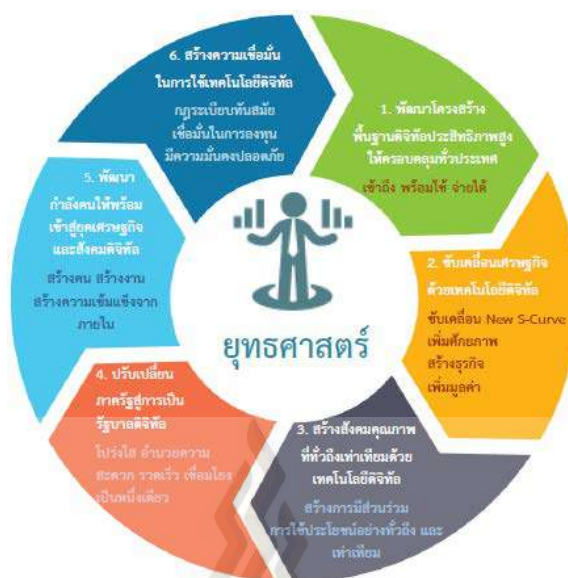 1. พัฒนาโครงสร้าง
พื้นฐานดิจิทัลประสิทธิภาพสูง
ให้ครอบคลุมทั่วประเทศ
เข้าถึง พร้อมใช้ จ่ายได้
2. ขับเคลื่อนเศรษฐกิจ
ด้วยเทคโนโลยีดิจิทัล
ขับเคลื่อน New S-Curve
เพิ่มศักยภาพ
สร้างธุรกิจ
เพิ่มมูลค่า
3. สร้างสังคมคุณภาพ
ที่ทั่วถึงเท่าเทียมด้วย
เทคโนโลยีดิจิทัล
สร้างการมีส่วนร่วม
การใช้ประโยชน์อย่างทั่วถึง และ
เท่าเทียม
4. ปรับเปลี่ยน
ภาครัฐสู่การเป็น
รัฐบาลดิจิทัล
โปร่งใส อำนวยความ
สะดวก รวดเร็ว เชื่อมโยง
เป็นหนึ่งเดียว
5. พัฒนา
กำลังคนให้พร้อม
เข้าสู่ยุคเศรษฐกิจ
และสังคมดิจิทัล
สร้างคน สร้างงาน
สร้างความเข้มแข็งจาก
ภายใน
6. สร้างความเชื่อมั่น
ในการใช้เทคโนโลยีดิจิทัล
กฎระเบียบทันสมัย
เชื่อมั่นในการลงทุน
มีความมั่นคงปลอดภัย
ยุทธศาสตร์